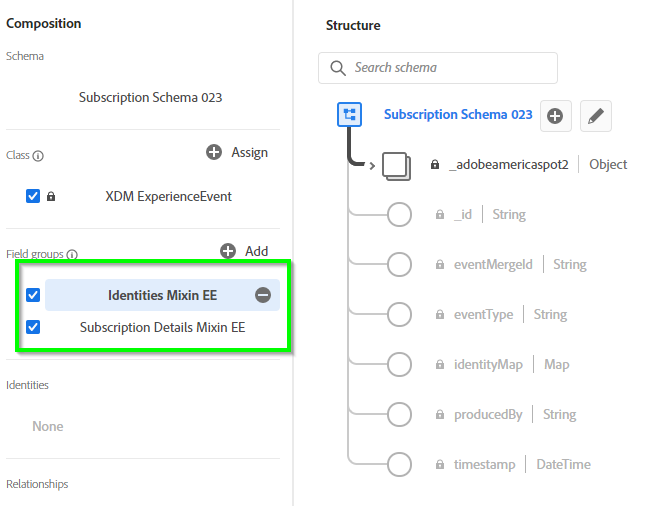 Composition
Schema
Subscription Schema 023
Class
Assign
XDM ExperienceEvent
Field groups
Add
Identities Mixin EE
Subscription Details Mixin EE
Identities
None
Relationships
Structure
Search schema
Subscription Schema 023
_adobeamericaspot2 | Object
_id | String
eventMergeId | String
eventType | String
identityMap | Map
producedBy | String
timestamp | DateTime